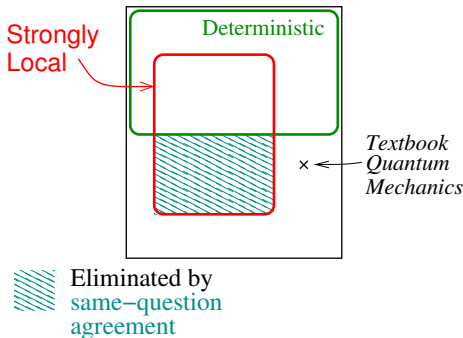 Deterministic
Strongly
Local
Textbook
Quantum
Mechanics
Eliminated by
same−question
agreement